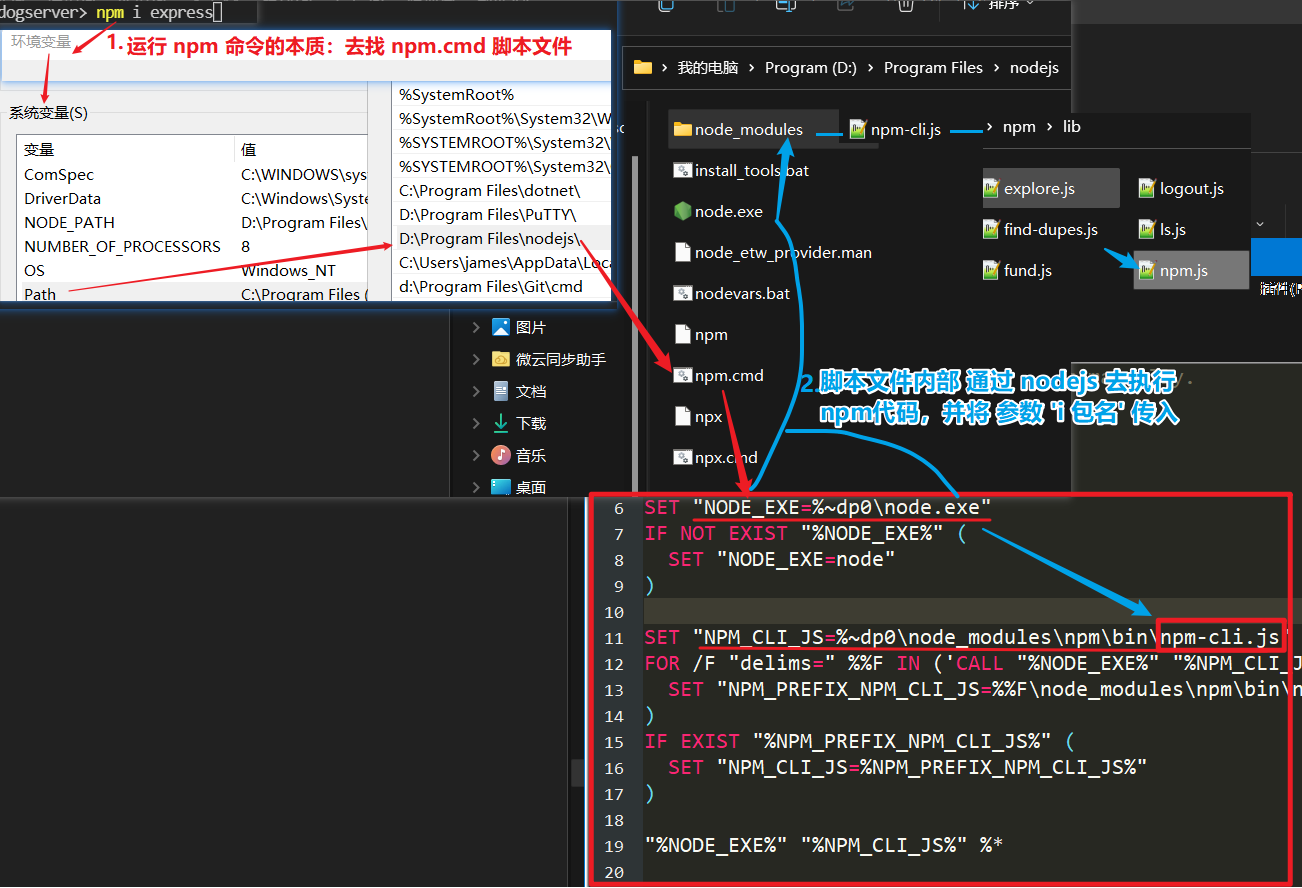 dogserver> npm i express
排序
环境变量
1. 运行 npm 命令的本质：去找 npm.cmd 脚本文件
系统变量(S)
变量 值
ComSpec C:\WINDOWS\sys
DriverData C:\Windows\Syste
NODE_PATH D:\Program Files\
NUMBER_OF_PROCESSORS 8
OS Windows_NT
Path C:\Program Files (
%SystemRoot%
%SystemRoot%\System32\W
%SYSTEMROOT%\System32\
%SYSTEMROOT%\System32\
C:\Program Files\dotnet\
D:\Program Files\PuTTY\
D:\Program Files\nodejs\
C:\Users\james\AppData\Loca
d:\Program Files\Git\cmd
我的电脑 > Program (D:) > Program Files > nodejs
node_modules
npm-cli.js
> npm > lib
install_tools.bat
node.exe
node_etw_provider.man
nodevars.bat
npm
npm.cmd
npx
npx.cmd
explore.js
logout.js
find-dupes.js
ls.js
fund.js
npm.js
图片
微云同步助手
文档
下载
音乐
桌面
2.脚本文件内部 通过 nodejs 去执行
npm代码，并将 参数 'i 包名' 传入
6 SET "NODE_EXE=%~dp0\node.exe"
7 IF NOT EXIST "%NODE_EXE%" (
8 SET "NODE_EXE=node"
9 )
10
11 SET "NPM_CLI_JS=%~dp0\node_modules\npm\bin\npm-cli.js"
12 FOR /F "delims=" %%F IN ('CALL "%NODE_EXE%" "%NPM_CLI_J
13 SET "NPM_PREFIX_NPM_CLI_JS=%%F\node_modules\npm\bin\n
14 )
15 IF EXIST "%NPM_PREFIX_NPM_CLI_JS%" (
16 SET "NPM_CLI_JS=%NPM_PREFIX_NPM_CLI_JS%"
17 )
18
19 "%NODE_EXE%" "%NPM_CLI_JS%" %*
20